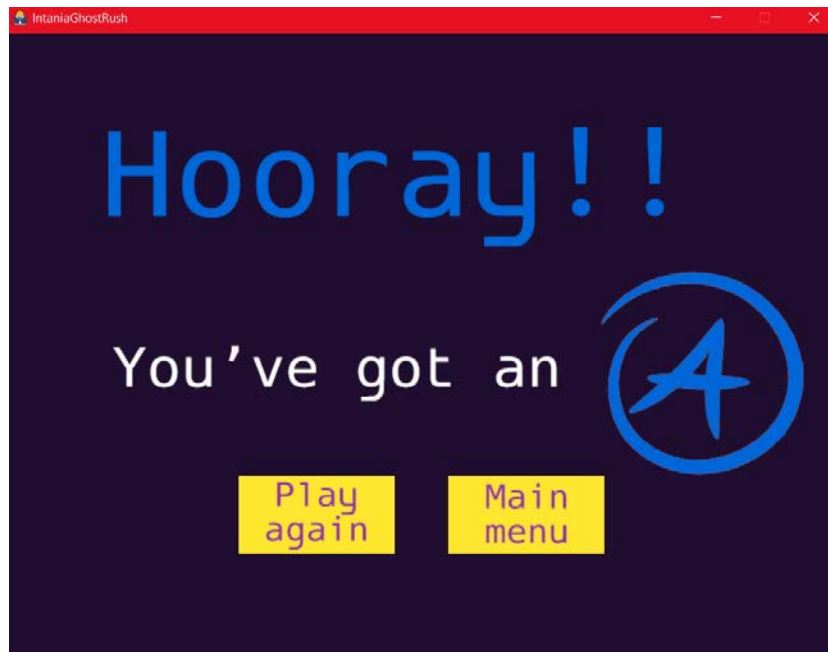 IntaniaGhostRush
Hooray!!
You’ve got an A
Play
again
Main
menu